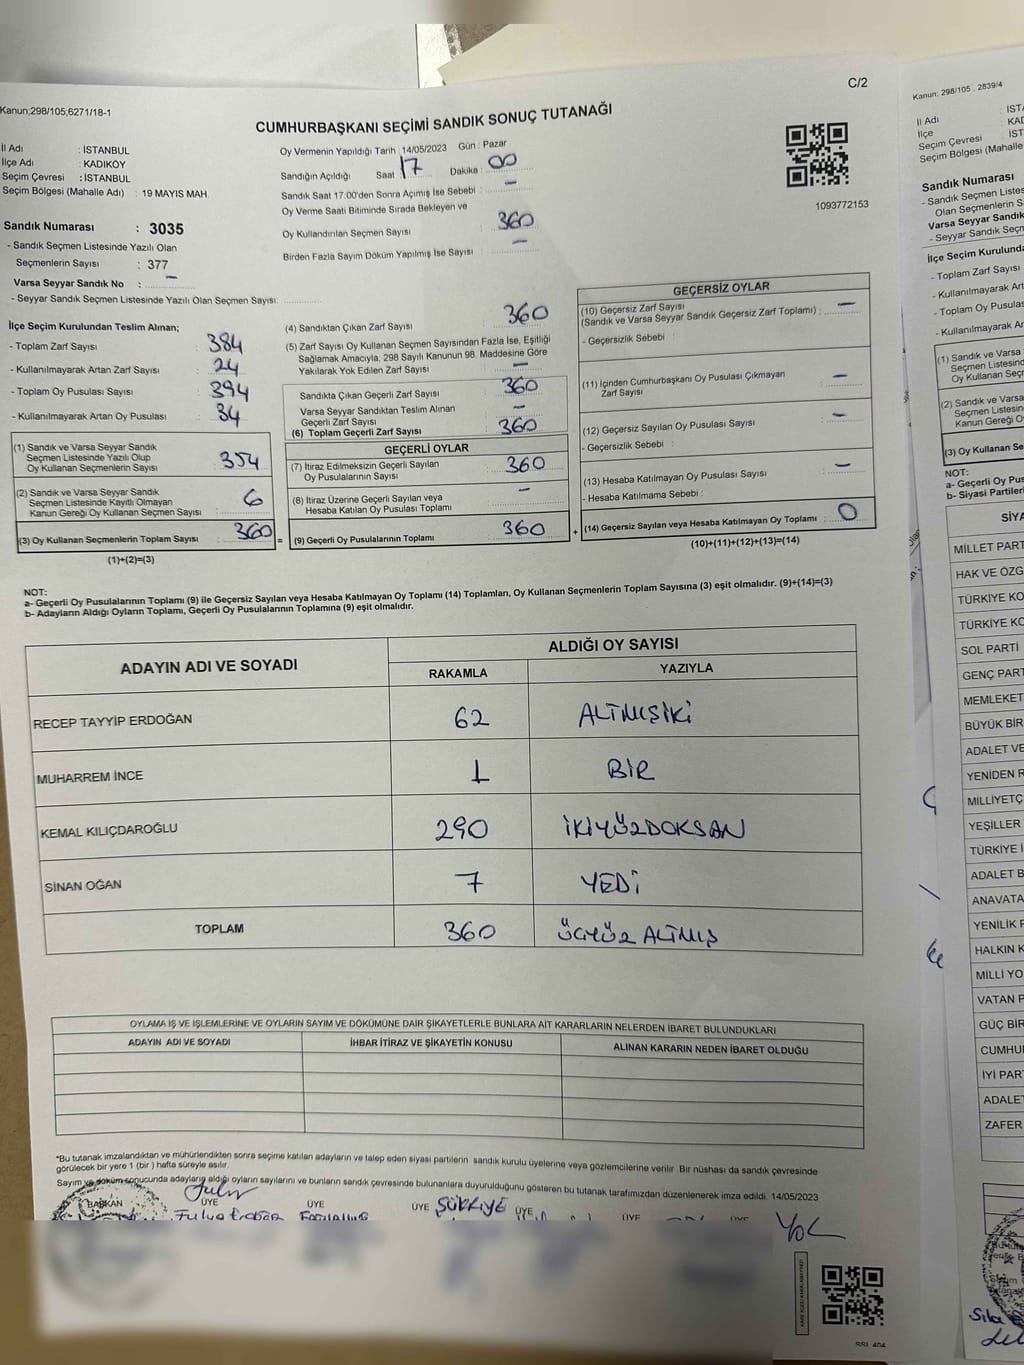 C/2
Kanun;298/105;6271/18-1
CUMHURBAŞKANI SEÇİMİ SANDIK SONUÇ TUTANAĞI
İl Adı : İSTANBUL
İlçe Adı : KADIKÖY
Seçim Çevresi : İSTANBUL
Seçim Bölgesi (Mahalle Adı) : 19 MAYIS MAH
Sandık Numarası : 3035
- Sandık Seçmen Listesinde Yazılı Olan
Seçmenlerin Sayısı : 377
Varsa Seyyar Sandık No : –
- Seyyar Sandık Seçmen Listesinde Yazılı Olan Seçmen Sayısı:
Oy Vermenin Yapıldığı Tarih : 14/05/2023 Gün : Pazar
Sandığın Açıldığı Saat : 17 Dakika : 00
Sandık Saat 17:00'den Sonra Açımış İse Sebebi : –
Oy Verme Saati Bitiminde Sırada Bekleyen ve
Oy Kullandırılan Seçmen Sayısı : 360
Birden Fazla Sayım Döküm Yapılmış İse Sayısı : –
1093772153
İlçe Seçim Kurulundan Teslim Alınan;
- Toplam Zarf Sayısı : 384
- Kullanılmayarak Artan Zarf Sayısı : 24
- Toplam Oy Pusulası Sayısı : 394
- Kullanılmayarak Artan Oy Pusulası : 34
(1) Sandık ve Varsa Seyyar Sandık
Seçmen Listesinde Yazılı Olup
Oy Kullanan Seçmenlerin Sayısı : 354
(2) Sandık ve Varsa Seyyar Sandık
Seçmen Listesinde Kayıtlı Olmayan
Kanun Gereği Oy Kullanan Seçmen Sayısı : 6
(3) Oy Kullanan Seçmenlerin Toplam Sayısı : 360
(1)+(2)=(3)
(4) Sandıktan Çıkan Zarf Sayısı : 360
(5) Zarf Sayısı Oy Kullanan Seçmen Sayısından Fazla İse, Eşitliği
Sağlamak Amacıyla; 298 Sayılı Kanunun 98. Maddesine Göre
Yakılarak Yok Edilen Zarf Sayısı : –
Sandıkta Çıkan Geçerli Zarf Sayısı : 360
Varsa Seyyar Sandıktan Teslim Alınan
Geçerli Zarf Sayısı : –
(6) Toplam Geçerli Zarf Sayısı : 360
GEÇERLİ OYLAR
(7) İtiraz Edilmeksizin Geçerli Sayılan
Oy Pusulalarının Sayısı : 360
(8) İtiraz Üzerine Geçerli Sayılan veya
Hesaba Katılan Oy Pusulası Toplamı : –
= (9) Geçerli Oy Pusulalarının Toplamı : 360
GEÇERSİZ OYLAR
(10) Geçersiz Zarf Sayısı
(Sandık ve Varsa Seyyar Sandık Geçersiz Zarf Toplamı) : –
- Geçersizlik Sebebi :
(11) İçinden Cumhurbaşkanı Oy Pusulası Çıkmayan
Zarf Sayısı : –
(12) Geçersiz Sayılan Oy Pusulası Sayısı : –
- Geçersizlik Sebebi :
(13) Hesaba Katılmayan Oy Pusulası Sayısı : –
- Hesaba Katılmama Sebebi :
+ (14) Geçersiz Sayılan veya Hesaba Katılmayan Oy Toplamı : 0
(10)+(11)+(12)+(13)=(14)
NOT:
a- Geçerli Oy Pusulalarının Toplamı (9) ile Geçersiz Sayılan veya Hesaba Katılmayan Oy Toplamı (14) Toplamları, Oy Kullanan Seçmenlerin Toplam Sayısına (3) eşit olmalıdır. (9)+(14)=(3)
b- Adayların Aldığı Oyların Toplamı, Geçerli Oy Pusulalarının Toplamına (9) eşit olmalıdır.
ADAYIN ADI VE SOYADI ALDIĞI OY SAYISI
RAKAMLA YAZIYLA
RECEP TAYYİP ERDOĞAN 62 ALTMIŞİKİ
MUHARREM İNCE 1 BİR
KEMAL KILIÇDAROĞLU 290 İKİYÜZDOKSAN
SİNAN OĞAN 7 YEDİ
TOPLAM 360 ÜÇYÜZ ALTMIŞ
OYLAMA İŞ VE İŞLEMLERİNE VE OYLARIN SAYIM VE DÖKÜMÜNE DAİR ŞİKAYETLERLE BUNLARA AİT KARARLARIN NELERDEN İBARET BULUNDUKLARI
ADAYIN ADI VE SOYADI İHBAR İTİRAZ VE ŞİKAYETİN KONUSU ALINAN KARARIN NEDEN İBARET OLDUĞU
*Bu tutanak imzalandıktan ve mühürlendikten sonra seçime katılan adayların ve talep eden siyasi partilerin sandık kurulu üyelerine veya gözlemcilerine verilir. Bir nüshası da sandık çevresinde
görülecek bir yere 1 (bir) hafta süreyle asılır.
Sayım ve döküm sonucunda adayların aldığı oyların sayılarını ve bunların sandık çevresinde bulunanlara duyurulduğunu gösteren bu tutanak tarafımızdan düzenlenerek imza edildi. 14/05/2023
BAŞKAN ÜYE ÜYE ÜYE ŞÜKRİYE ÜYE ÜYE ÜYE YOL
Fulya
SSL 404
Kanun: 298/105 , 2839/4
İl Adı : İST
İlçe : KAD
Seçim Çevresi : İST
Seçim Bölgesi (Mahalle
Sandık Numarası
- Sandık Seçmen Listes
Olan Seçmenlerin S
Varsa Seyyar Sandık
- Seyyar Sandık Seçm
İlçe Seçim Kurulunda
- Toplam Zarf Sayısı
- Kullanılmayarak Art
- Toplam Oy Pusulas
- Kullanılmayarak Ar
(1) Sandık ve Varsa
Seçmen Listesind
Oy Kullanan Seçm
(2) Sandık ve Varsa
Seçmen Listesin
Kanun Gereği O
(3) Oy Kullanan Se
NOT:
a- Geçerli Oy Pus
b- Siyasi Partileri
SİYA
MİLLET PART
HAK VE ÖZG
TÜRKİYE KO
TÜRKİYE KO
SOL PARTİ
GENÇ PART
MEMLEKET
BÜYÜK BİR
ADALET VE
YENİDEN R
MİLLİYETÇ
YEŞİLLER
TÜRKİYE İ
ADALET B
ANAVATA
YENİLİK P
HALKIN K
MİLLİ YO
VATAN P
GÜÇ BİR
CUMHU
İYİ PAR
ADALET
ZAFER